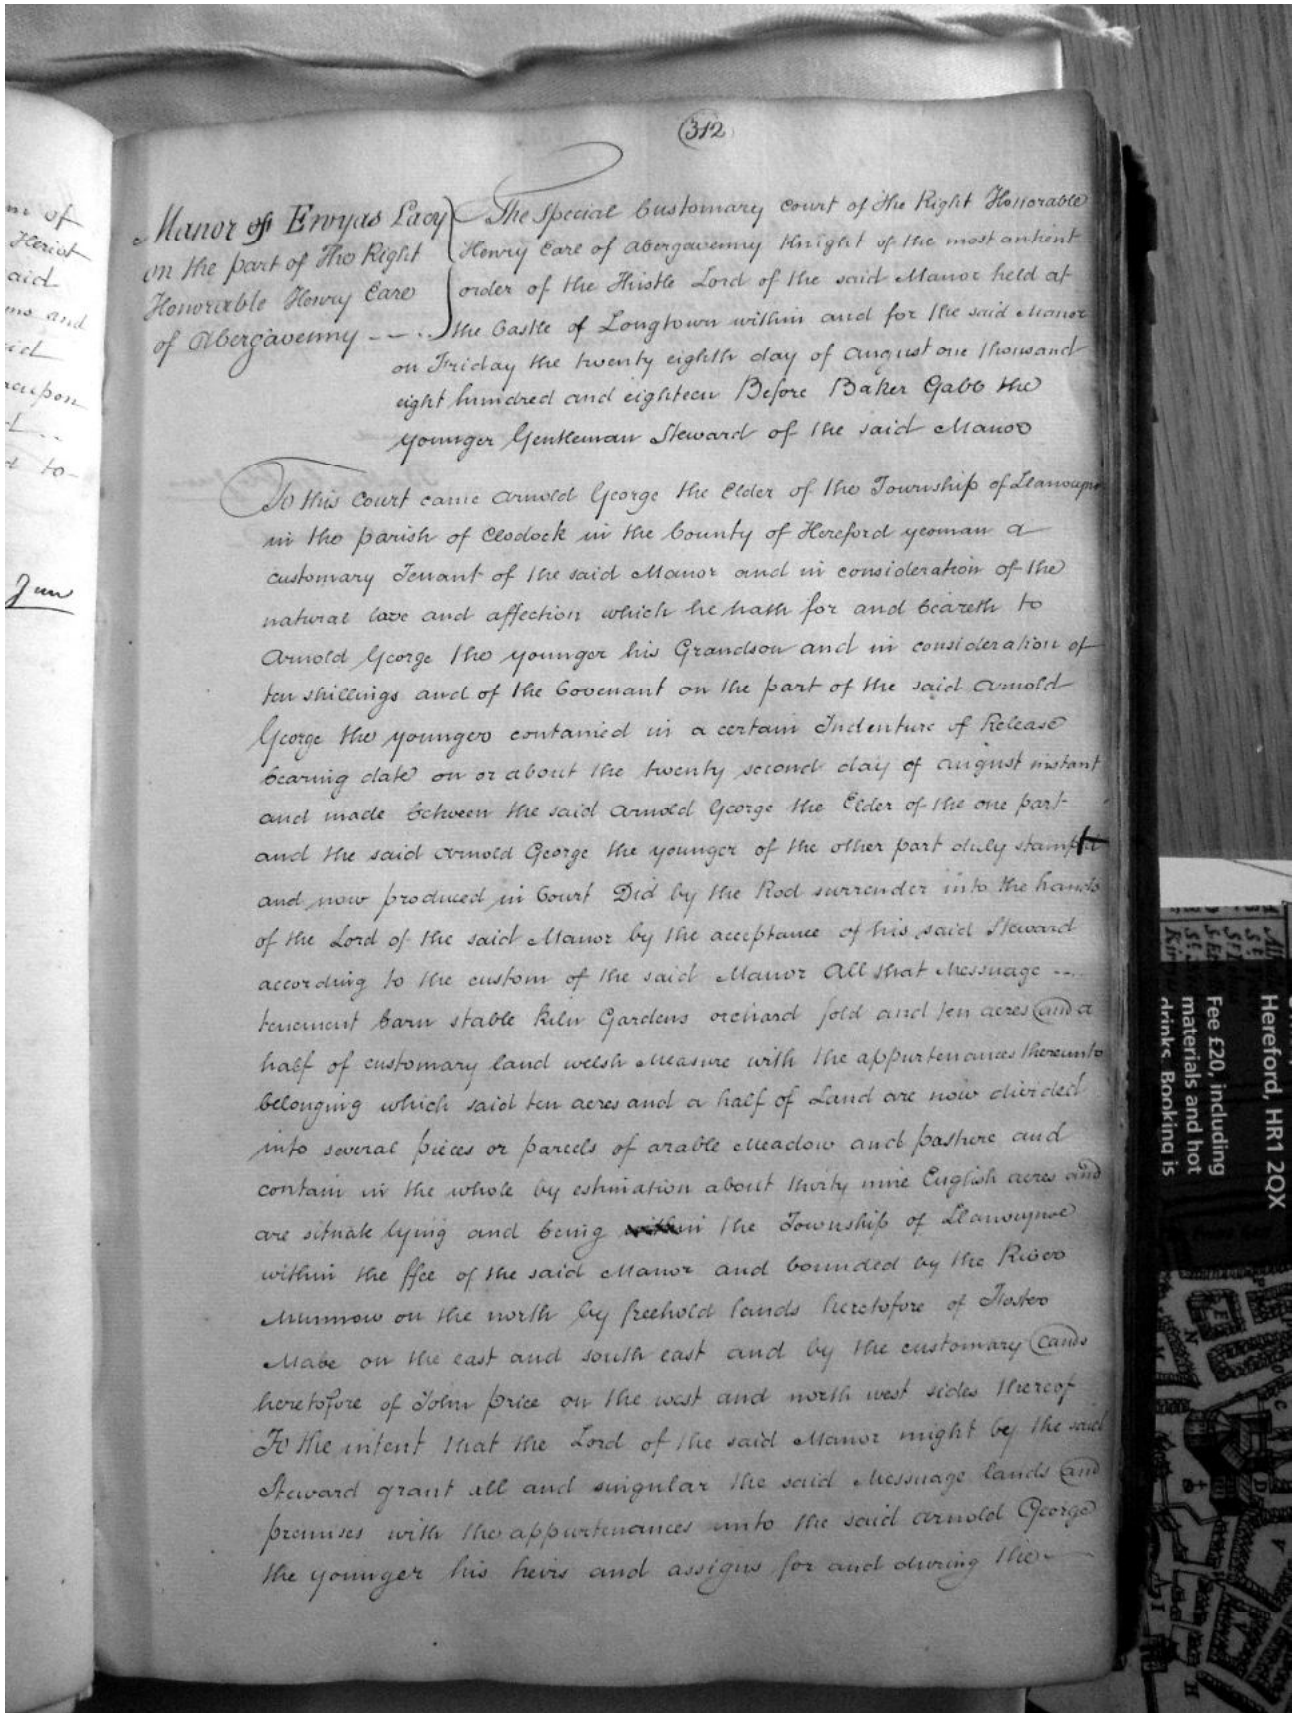 (312)
Manor of Ewyas Lacy
on the part of The Right
Honorable Henry Earl
of Abergavenny - - . .
The Special Customary Court of the Right Honorable
Henry Earl of Abergavenny Knight of the most antient
order of the Thistle Lord of the said Manor held at
the Castle of Longtown within and for the said Manor
on Friday the twenty eighth day of August one thousand
eight hundred and eighteen Before Baker Gabb the
younger Gentleman Steward of the said Manor
To this Court came Arnold George the Elder of the Township of Llanveynoe
in the parish of Clodock in the County of Hereford yeoman a
customary Tenant of the said Manor and in consideration of the
natural love and affection which he hath for and beareth to
Arnold George the younger his Grandson and in consideration of
ten shillings and of the Covenant on the part of the said Arnold
George the younger contained in a certain Indenture of Release
bearing date on or about the twenty second day of August instant
and made between the said Arnold George the Elder of the one part
and the said Arnold George the younger of the other part duly stampt
and now produced in Court Did by the Rod surrender into the hands
of the Lord of the said Manor by the acceptance of his said Steward
according to the custom of the said Manor All that Messuage - - -
tenement barn stable kiln Gardens orchard fold and ten acres and a
half of customary land welsh Measure with the appurtenances thereunto
belonging which said ten acres and a half of Land are now divided
into several pieces or parcels of arable Meadow and pasture and
contain in the whole by estimation about thirty nine English acres and
are situate lying and being in the Township of Llanveynoe
within the ffee of the said Manor and bounded by the River
Munnow on the north by freehold lands heretofore of
Mabe on the east and south east and by the customary lands
heretofore of John price on the west and north west sides thereof
To the intent that the Lord of the said Manor might by the said
Steward grant all and singular the said Messuage lands and
premises with the appurtenances unto the said Arnold George
the younger his heirs and assigns for and during the
of
Heriot
aid
ms and
aid
eupon
to
Jun
Hereford, HR1 2QX
Fee £20, including
materials and hot
drinks. Booking is